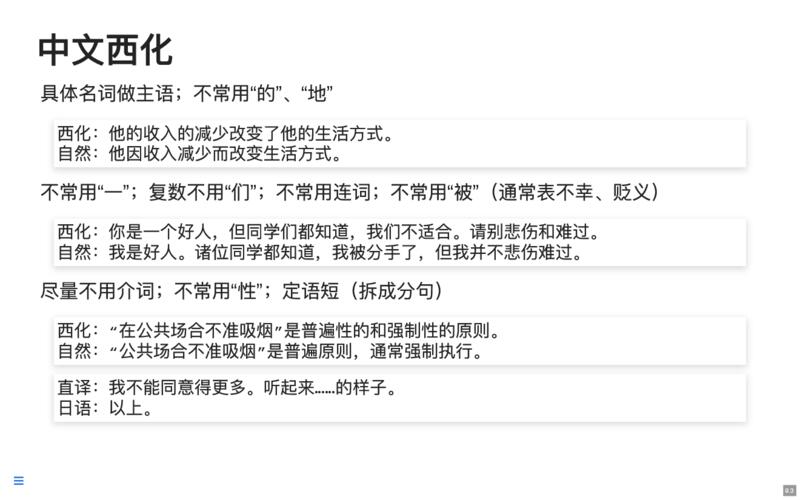 中文西化
具体名词做主语；不常用“的”、“地”
西化：他的收入的减少改变了他的生活方式。
自然：他因收入减少而改变生活方式。
不常用“一”；复数不用“们”；不常用连词；不常用“被”（通常表不幸、贬义）
西化：你是一个好人，但同学们都知道，我们不适合。请别悲伤和难过。
自然：我是好人。诸位同学都知道，我被分手了，但我并不悲伤难过。
尽量不用介词；不常用“性”；定语短（拆成分句）
西化：“在公共场合不准吸烟”是普遍性的和强制性的原则。
自然：“公共场合不准吸烟”是普遍原则，通常强制执行。
直译：我不能同意得更多。听起来……的样子。
日语：以上。
9.3